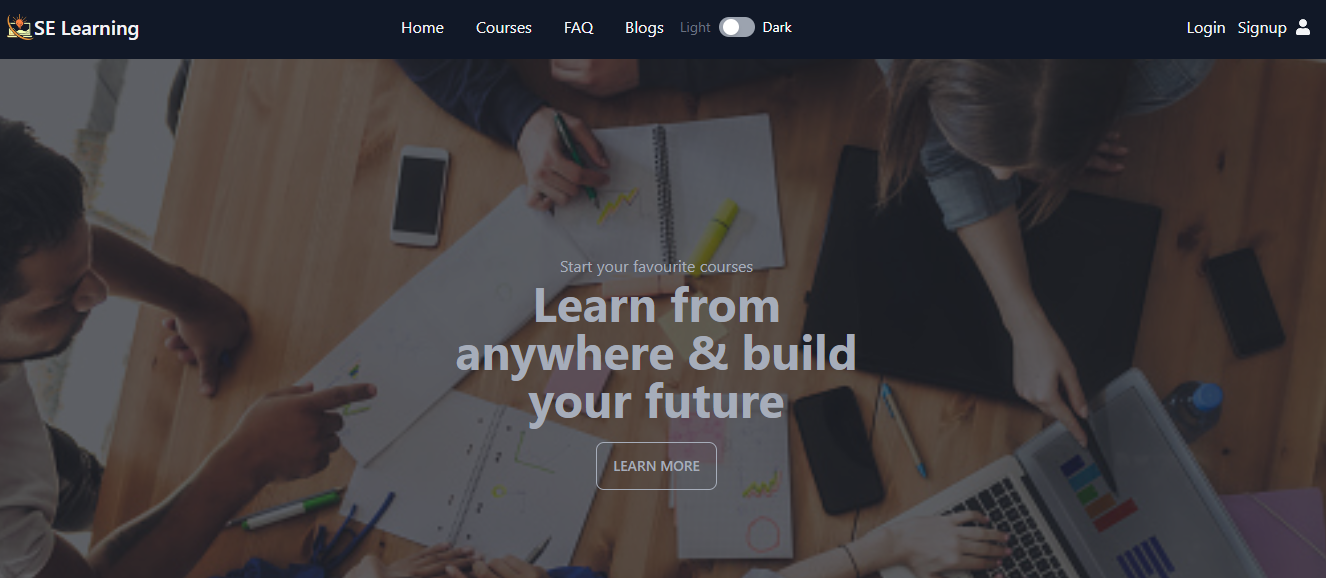 SE Learning
Home Courses FAQ Blogs Light Dark
Login Signup
Start your favourite courses
Learn from
anywhere & build
your future
LEARN MORE